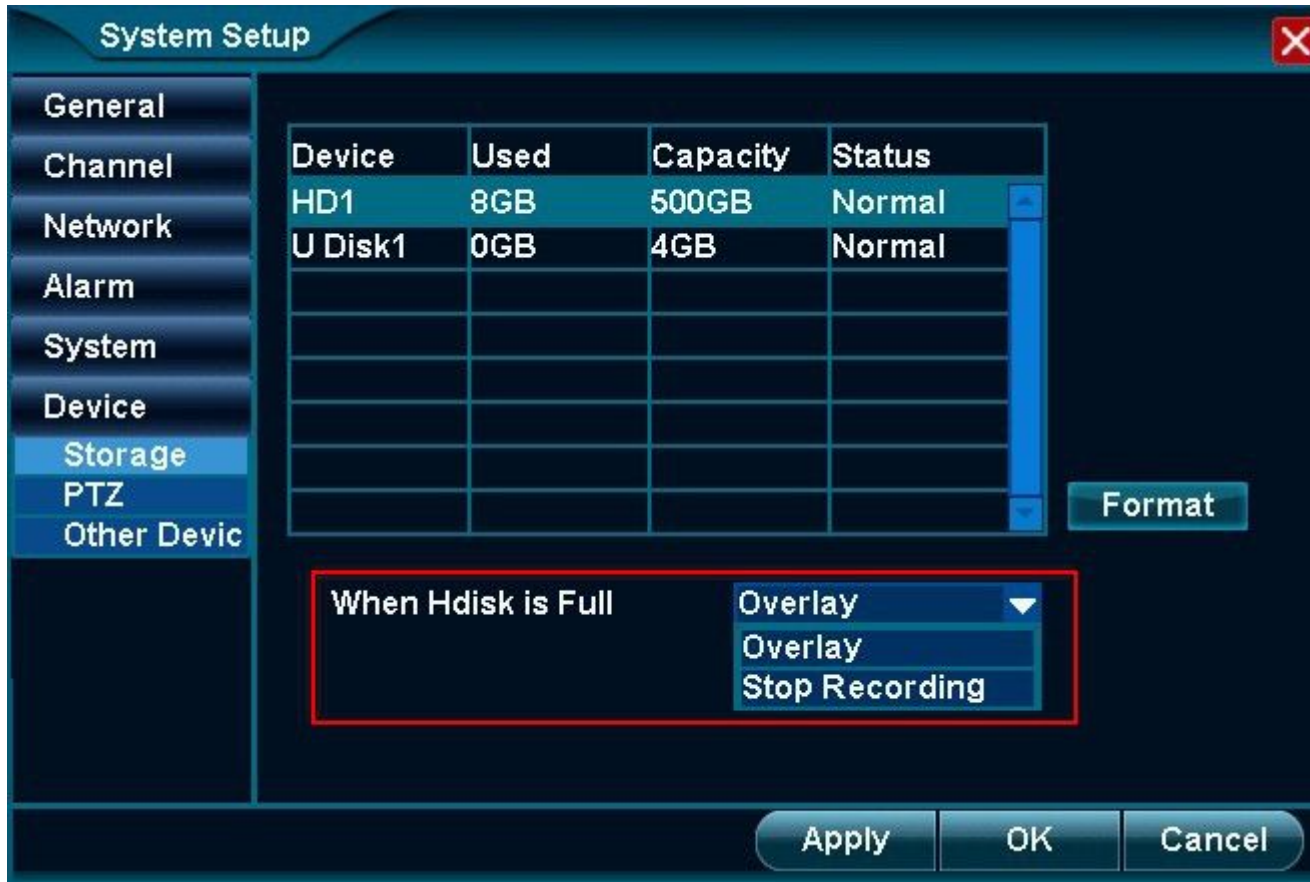 System Setup
General
Channel
Network
Alarm
System
Device
Storage
PTZ
Other Devic
Device Used Capacity Status
HD1 8GB 500GB Normal
U Disk1 0GB 4GB Normal
Format
When Hdisk is Full Overlay
Overlay
Stop Recording
Apply OK Cancel